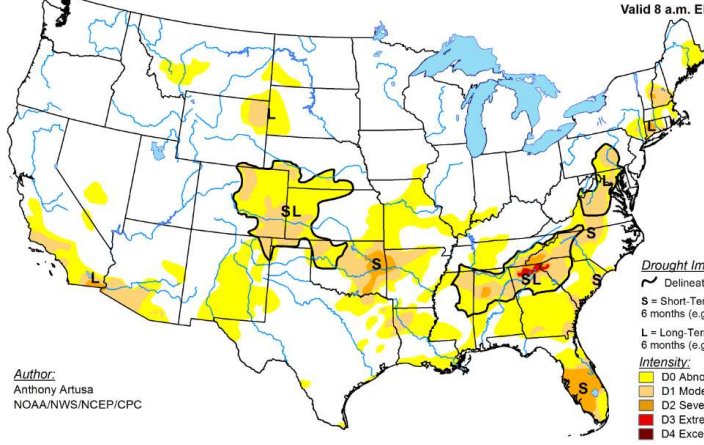 Valid 8 a.m.
L
SL
L
S
L
S
SL
S
L
S
Drought
Delineat
S = Short-Ter
6 months (e.g
L = Long-Ter
6 months (e.g
Intensity:
D0 Abno
D1 Mode
D2 Seve
D3 Extre
D4 Exce
Author:
Anthony Artusa
NOAA/NWS/NCEP/CPC